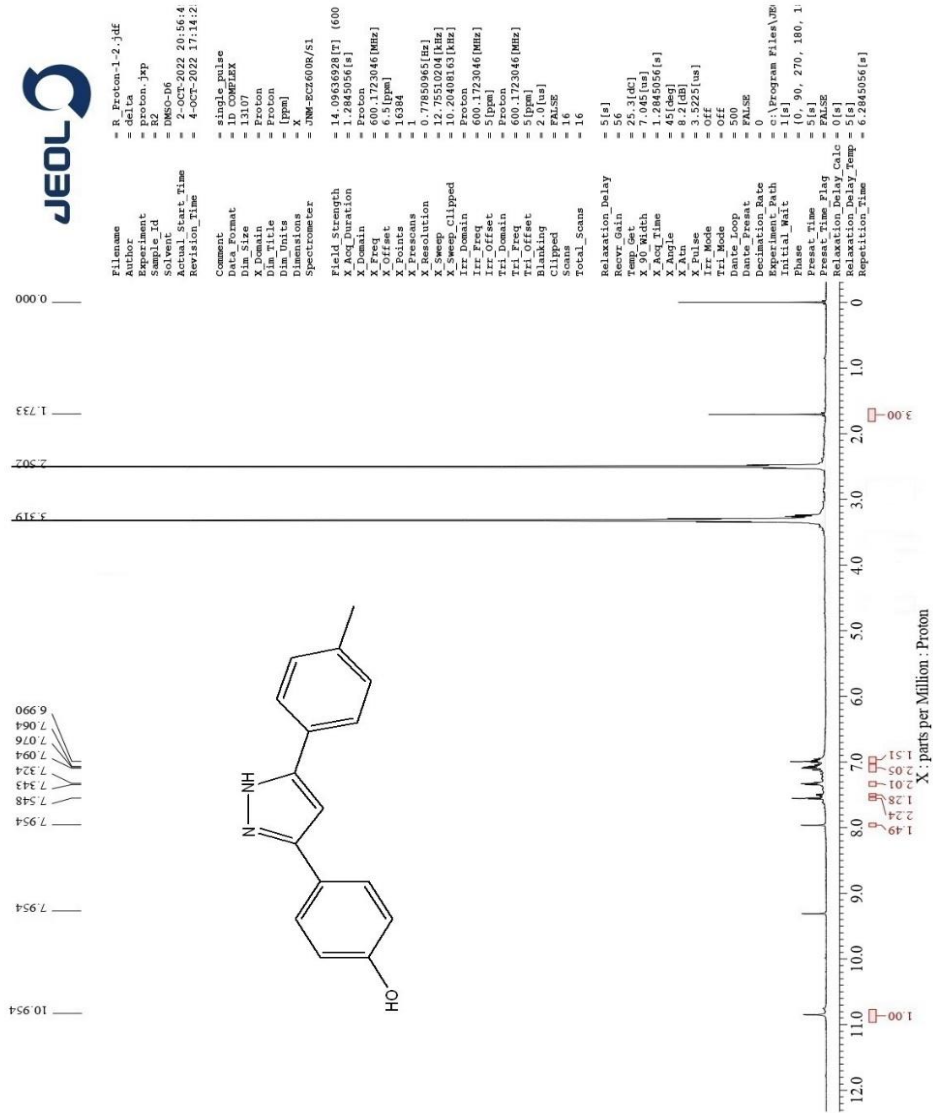 JEOL
Filename = R_Proton-1-2.jdf
Author = delta
Experiment = proton.jxp
Sample_Id = R2
Solvent = DMSO-D6
Actual_Start_Time = 2-OCT-2022 20:56:4
Revision_Time = 4-OCT-2022 17:14:2
Comment = single_pulse
Data_Format = 1D COMPLEX
Dim_Size = 13107
X_Domain = Proton
Dim_Title = Proton
Dim_Units = [ppm]
Dimensions = X
Spectrometer = JNM-ECZ600R/S1
Field_Strength = 14.09636928[T] (600
X_Acq_Duration = 1.2845056[s]
X_Domain = Proton
X_Freq = 600.1723046[MHz]
X_Offset = 6.5[ppm]
X_Points = 16384
X_Prescans = 1
X_Resolution = 0.77850965[Hz]
X_Sweep = 12.75510204[kHz]
X_Sweep_Clipped = 10.20408163[kHz]
Irr_Domain = Proton
Irr_Freq = 600.1723046[MHz]
Irr_Offset = 5[ppm]
Tri_Domain = Proton
Tri_Freq = 600.1723046[MHz]
Tri_Offset = 5[ppm]
Blanking = 2.0[us]
Clipped = FALSE
Scans = 16
Total_Scans = 16
Relaxation_Delay = 5[s]
Recvr_Gain = 56
Temp_Get = 25.3[dC]
X_90_Width = 7.045[us]
X_Acq_Time = 1.2845056[s]
X_Angle = 45[deg]
X_Atn = 8.2[dB]
X_Pulse = 3.5225[us]
Irr_Mode = Off
Tri_Mode = Off
Dante_Loop = 500
Dante_Presat = FALSE
Decimation_Rate = 0
Experiment_Path = c:\Program Files\JE
Initial_Wait = 1[s]
Phase = {0, 90, 270, 180, 1
Presat_Time = 5[s]
Presat_Time_Flag = FALSE
Relaxation_Delay_Calc = 0[s]
Relaxation_Delay_Temp = 5[s]
Repetition_Time = 6.2845056[s]
10.954
7.954
7.954
7.548
7.343
7.324
7.094
7.076
7.064
6.990
3.319
2.502
1.733
0.000
HO
N
NH
12.0 11.0 10.0 9.0 8.0 7.0 6.0 5.0 4.0 3.0 2.0 1.0 0
1.00
1.49
2.24
1.28
2.01
2.05
1.51
3.00
X : parts per Million : Proton